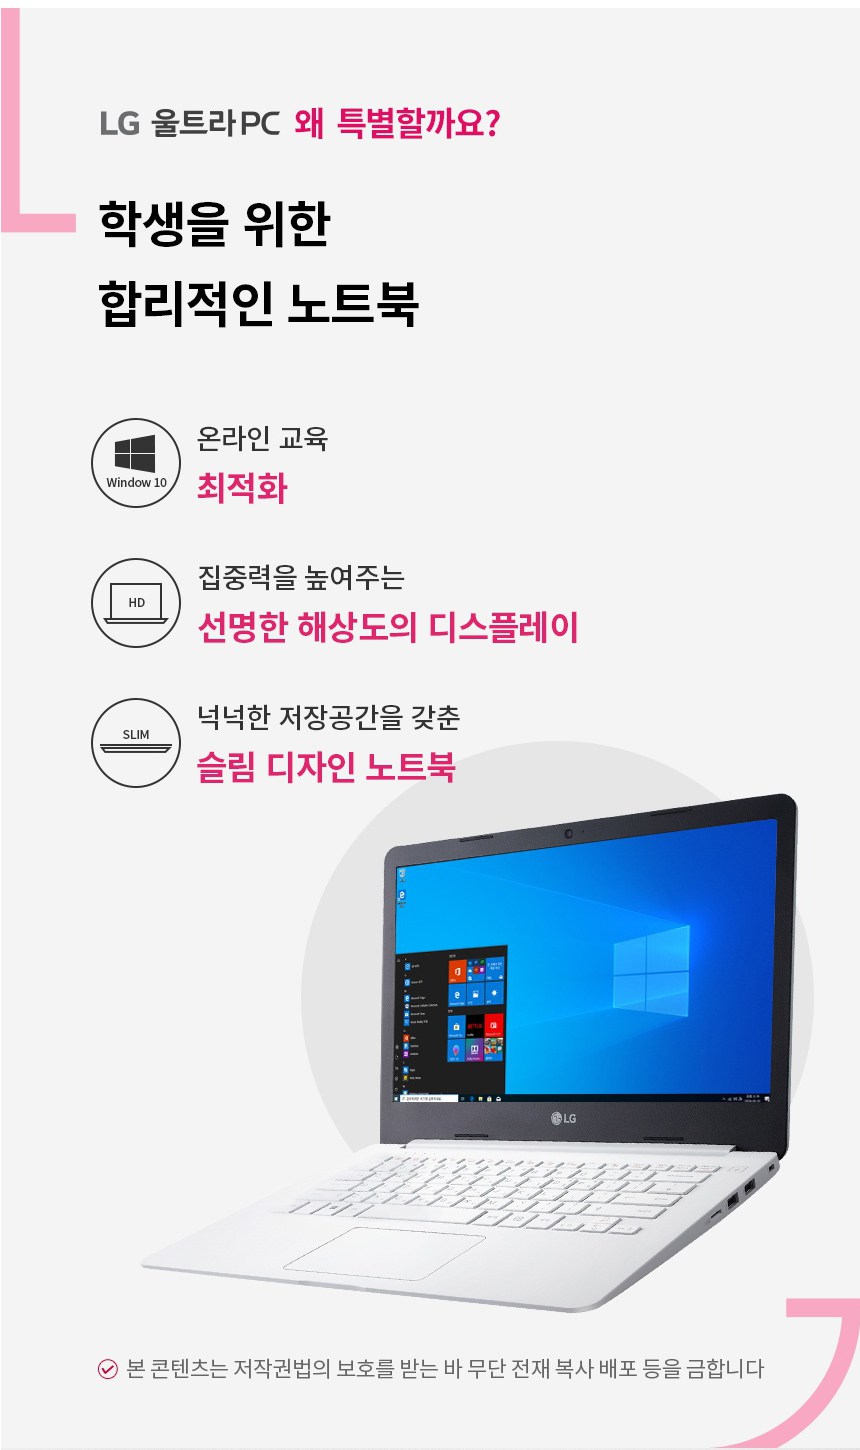 LG 울트라PC 왜 특별할까요?
학생을 위한
합리적인 노트북
Window 10
온라인 교육
최적화
HD
집중력을 높여주는
선명한 해상도의 디스플레이
SLIM
넉넉한 저장공간을 갖춘
슬림 디자인 노트북
LG
본 콘텐츠는 저작권법의 보호를 받는 바 무단 전재 복사 배포 등을 금합니다